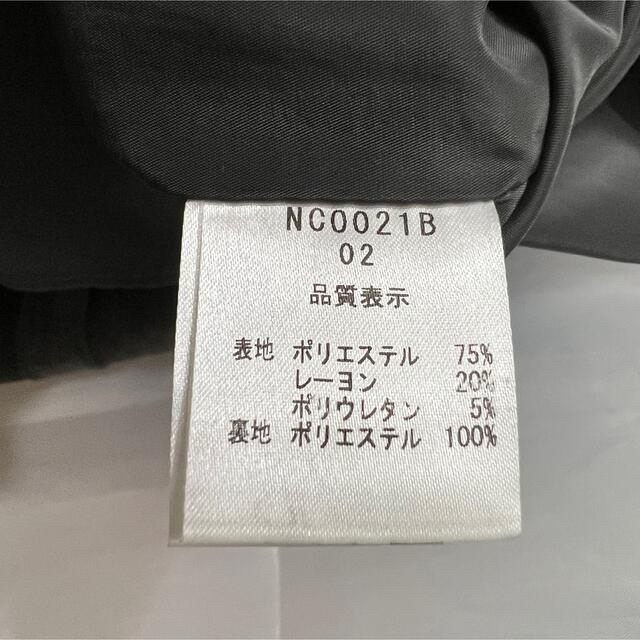 NC0021B
02
品質表示
表地 ポリエステル 75%
レーヨン 20%
ポリウレタン 5%
裏地 ポリエステル 100%